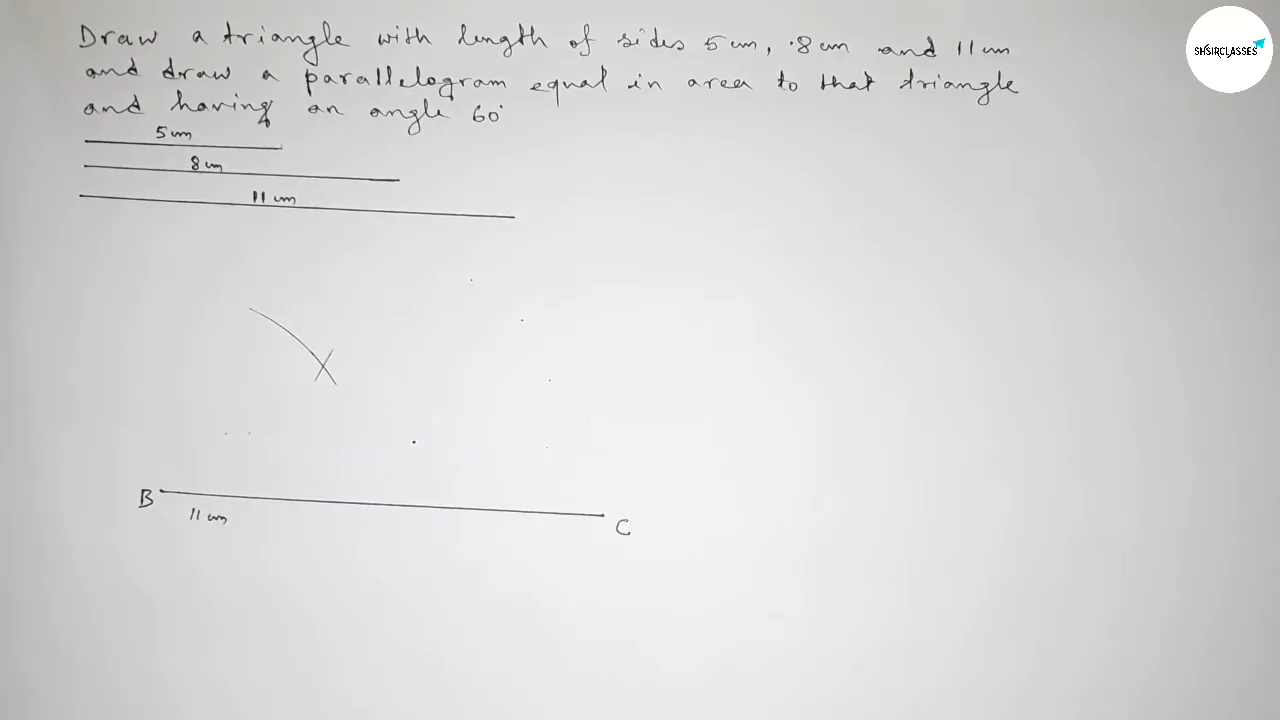 Draw a triangle with length of sides 5 cm, 8 cm and 11 cm
and draw a parallelogram equal in area to that triangle
and having an angle 60°
5 cm
8 cm
11 cm
B
11 cm
C
SHSIRCLASSES